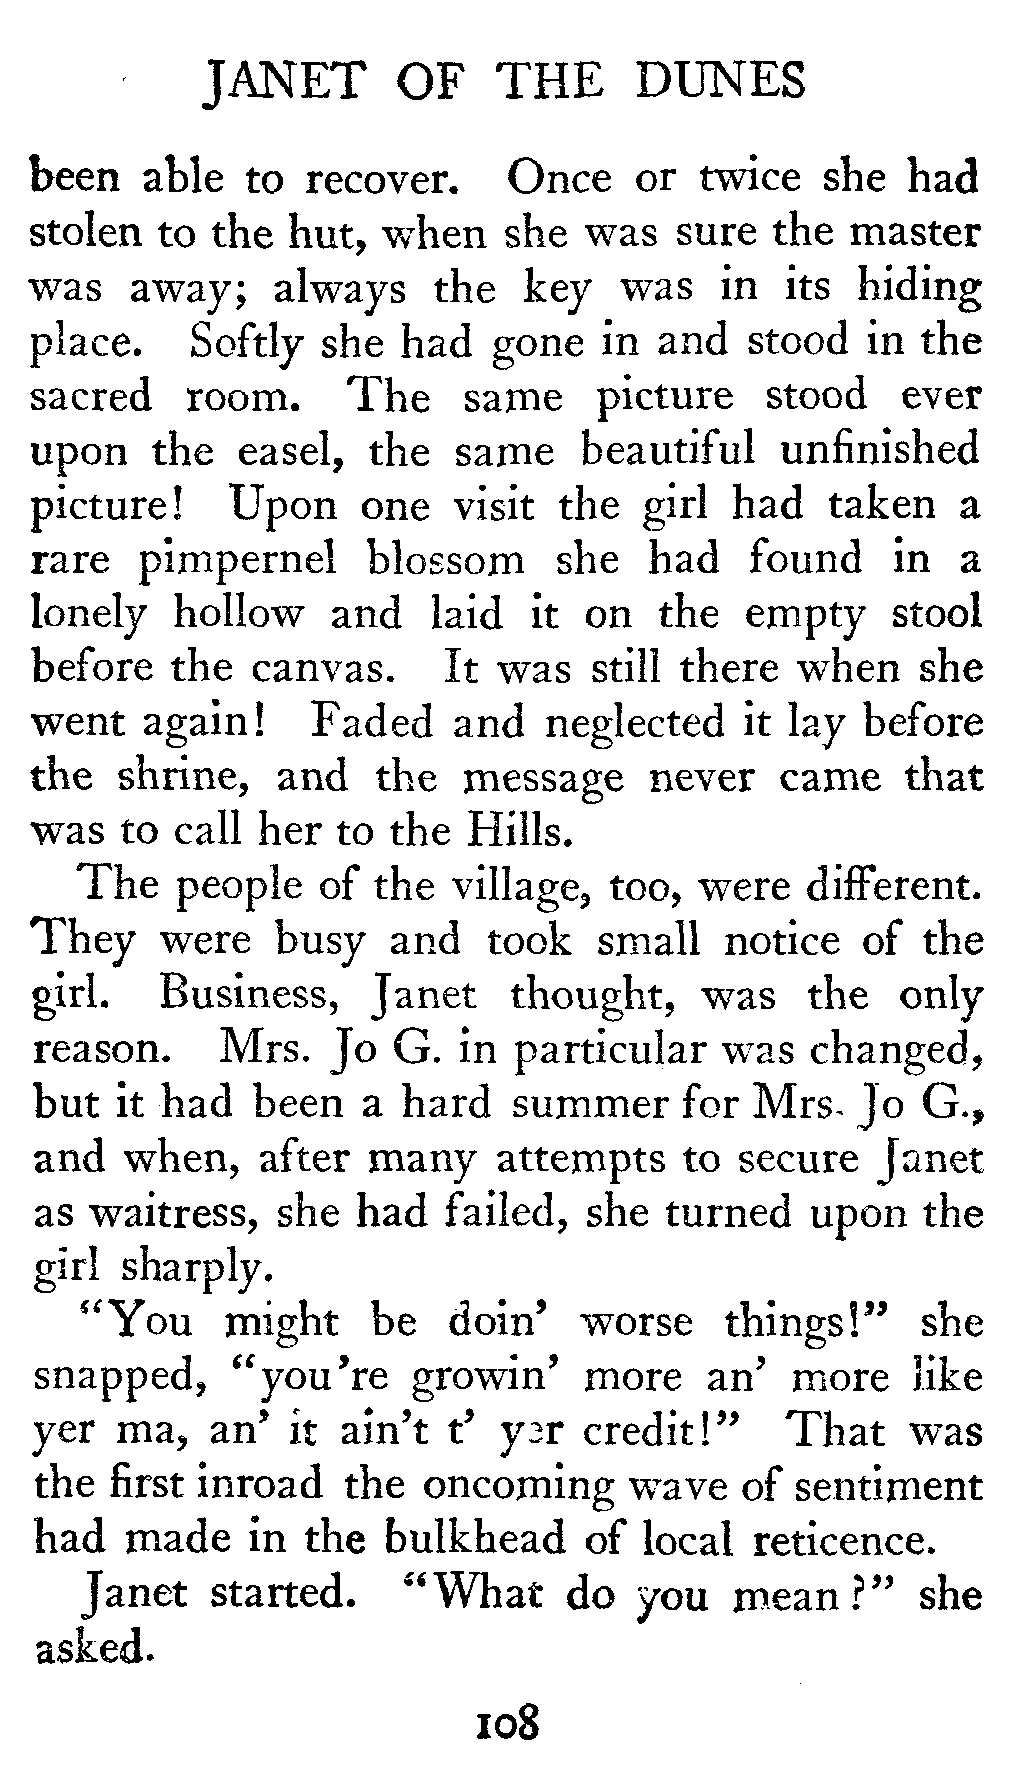 JANET OF THE DUNES
been able to recover. Once or twice she had
stolen to the hut, when she was sure the master
was away; always the key was in its hiding
place. Softly she had gone in and stood in the
sacred room. The same picture stood ever
upon the easel, the same beautiful unfinished
picture! Upon one visit the girl had taken a
rare pimpernel blossom she had found in a
lonely hollow and laid it on the empty stool
before the canvas. It was still there when she
went again! Faded and neglected it lay before
the shrine, and the message never came that
was to call her to the Hills.
The people of the village, too, were different.
They were busy and took small notice of the
girl. Business, Janet thought, was the only
reason. Mrs. Jo G. in particular was changed,
but it had been a hard summer for Mrs. Jo G.,
and when, after many attempts to secure Janet
as waitress, she had failed, she turned upon the
girl sharply.
"You might be doin' worse things!" she
snapped, "you're growin' more an' more like
yer ma, an' it ain't t' yer credit!" That was
the first inroad the oncoming wave of sentiment
had made in the bulkhead of local reticence.
Janet started. "What do you mean?" she
asked.
108